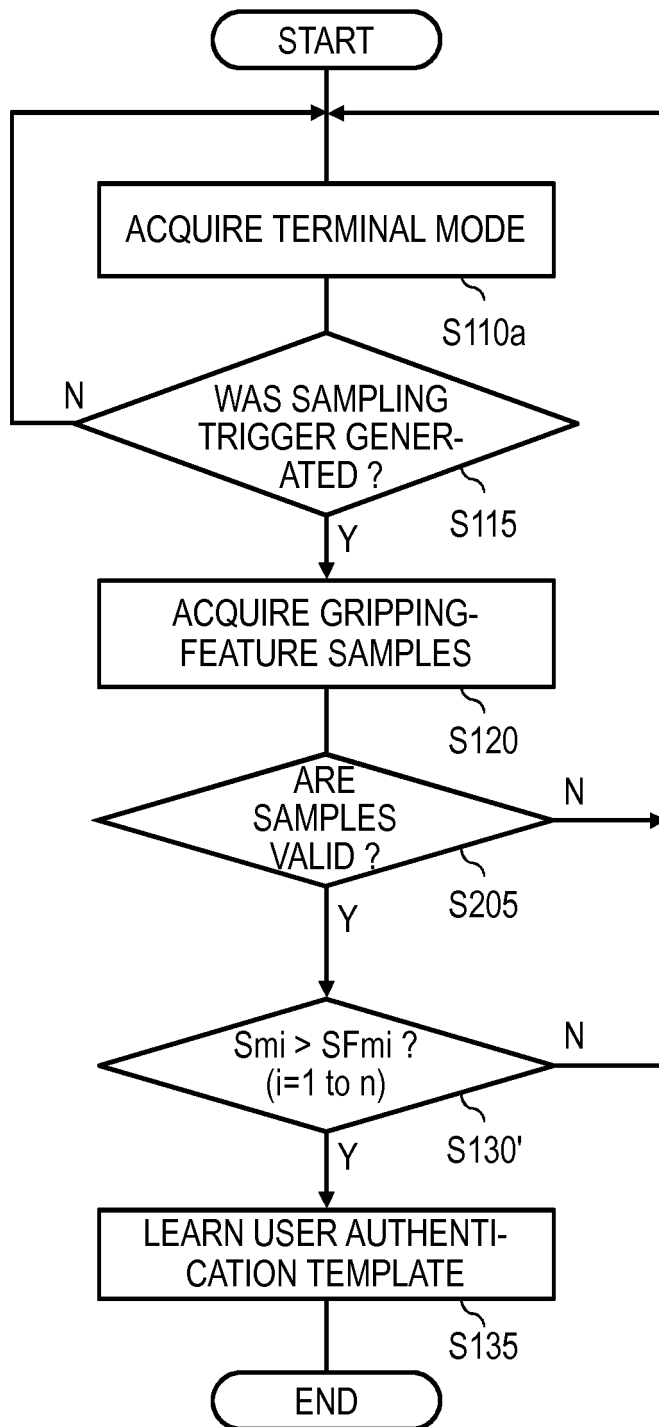 START
ACQUIRE TERMINAL MODE
S110a
N
WAS SAMPLING
TRIGGER GENER-
ATED ?
S115
Y
ACQUIRE GRIPPING-
FEATURE SAMPLES
S120
ARE
SAMPLES
VALID ?
N
S205
Y
Smi > SFmi ?
(i=1 to n)
N
S130'
Y
LEARN USER AUTHENTI-
CATION TEMPLATE
S135
END